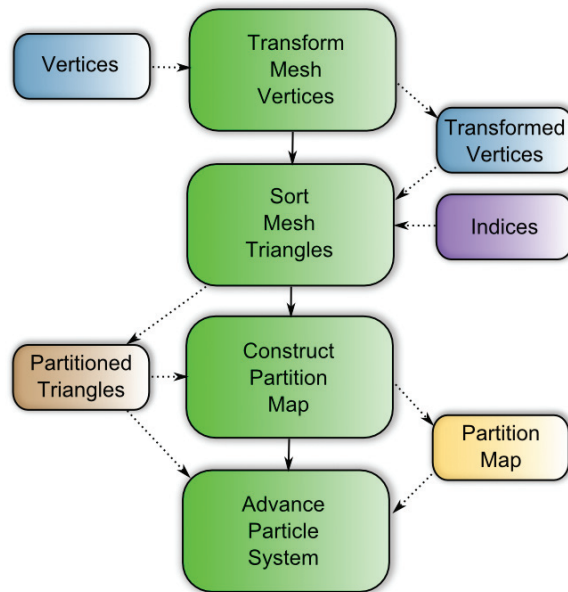 Transform
Mesh
Vertices
Vertices
Transformed
Vertices
Sort
Mesh
Triangles
Indices
Partitioned
Triangles
Construct
Partition
Map
Partition
Map
Advance
Particle
System